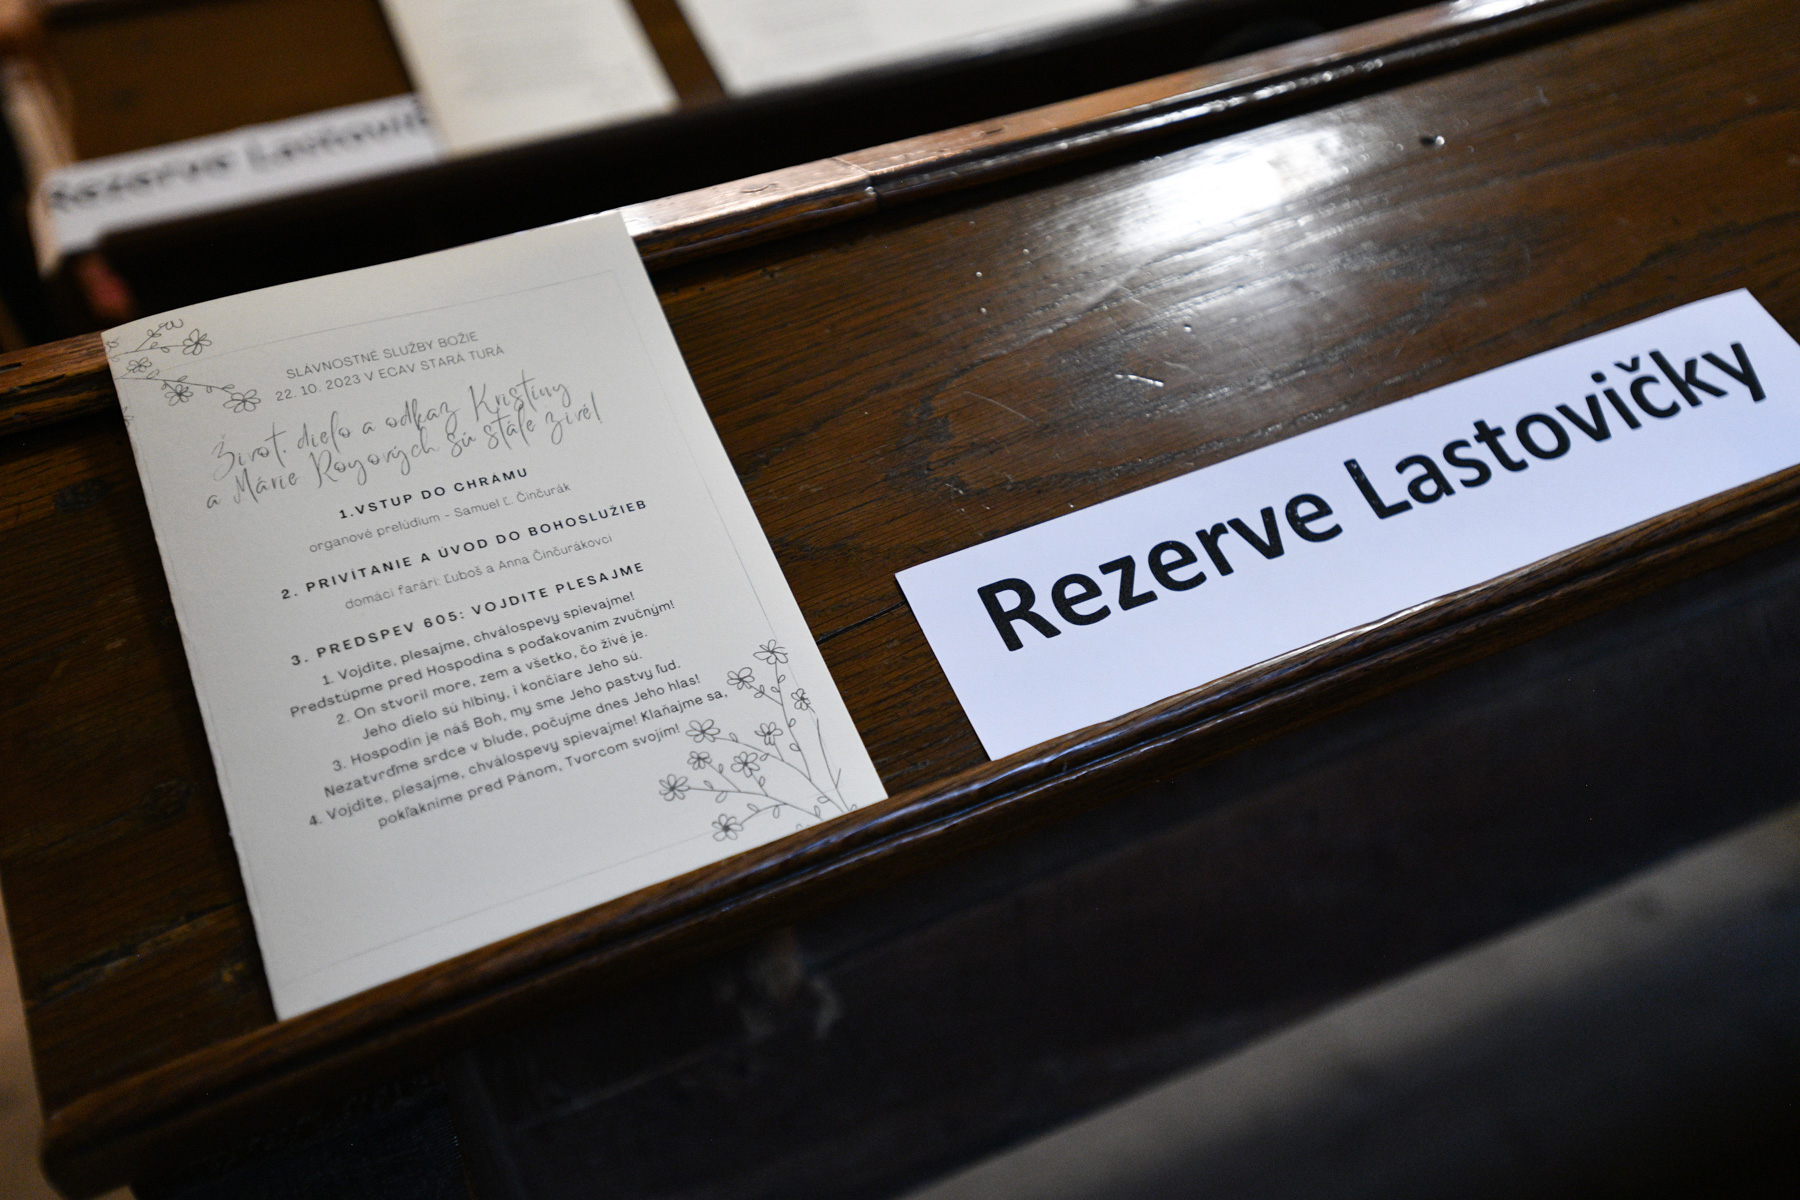 Rezerve Lastovič
SLÁVNOSTNÉ SLUŽBY BOŽIE
22. 10. 2023 V ECAV STARÁ TURÁ
Život, dielo a odkaz Kristíny
a Márie Royových sú stále živé!
1.VSTUP DO CHRÁMU
organové prelúdium - Samuel Ľ. Činčurák
2. PRIVÍTANIE A ÚVOD DO BOHOSLUŽIEB
domáci farári: Ľuboš a Anna Činčurákovci
3. PREDSPEV 605: VOJDITE PLESAJME
1. Vojdite, plesajme, chválospevy spievajme!
Predstúpme pred Hospodina s poďakovaním zvučným!
2. On stvoril more, zem a všetko, čo živé je.
Jeho dielo sú hlbiny, i končiare Jeho sú.
3. Hospodin je náš Boh, my sme Jeho pastvy ľud.
Nezatvrďme srdce v blude, počujme dnes Jeho hlas!
4. Vojdite, plesajme, chválospevy spievajme! Klaňajme sa,
pokľaknime pred Pánom, Tvorcom svojím!
Rezerve Lastovičky